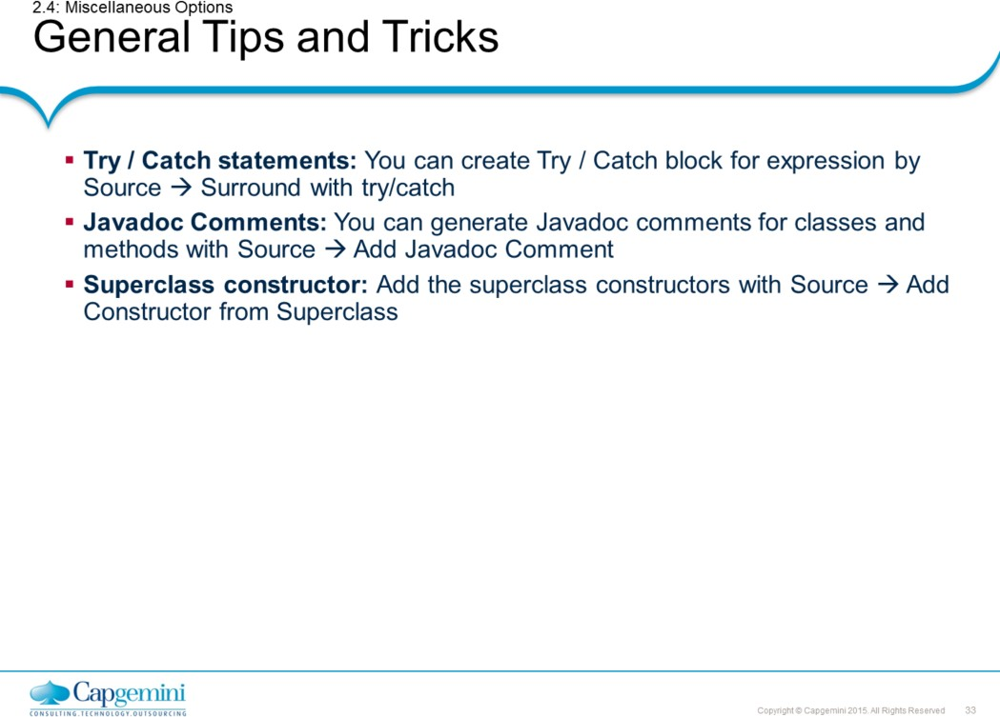 2.4: Miscellaneous Options
General Tips and Tricks
▪ Try / Catch statements: You can create Try / Catch block for expression by
Source → Surround with try/catch
▪ Javadoc Comments: You can generate Javadoc comments for classes and
methods with Source → Add Javadoc Comment
▪ Superclass constructor: Add the superclass constructors with Source → Add
Constructor from Superclass
Capgemini
CONSULTING.TECHNOLOGY.OUTSOURCING
Copyright © Capgemini 2015. All Rights Reserved 33